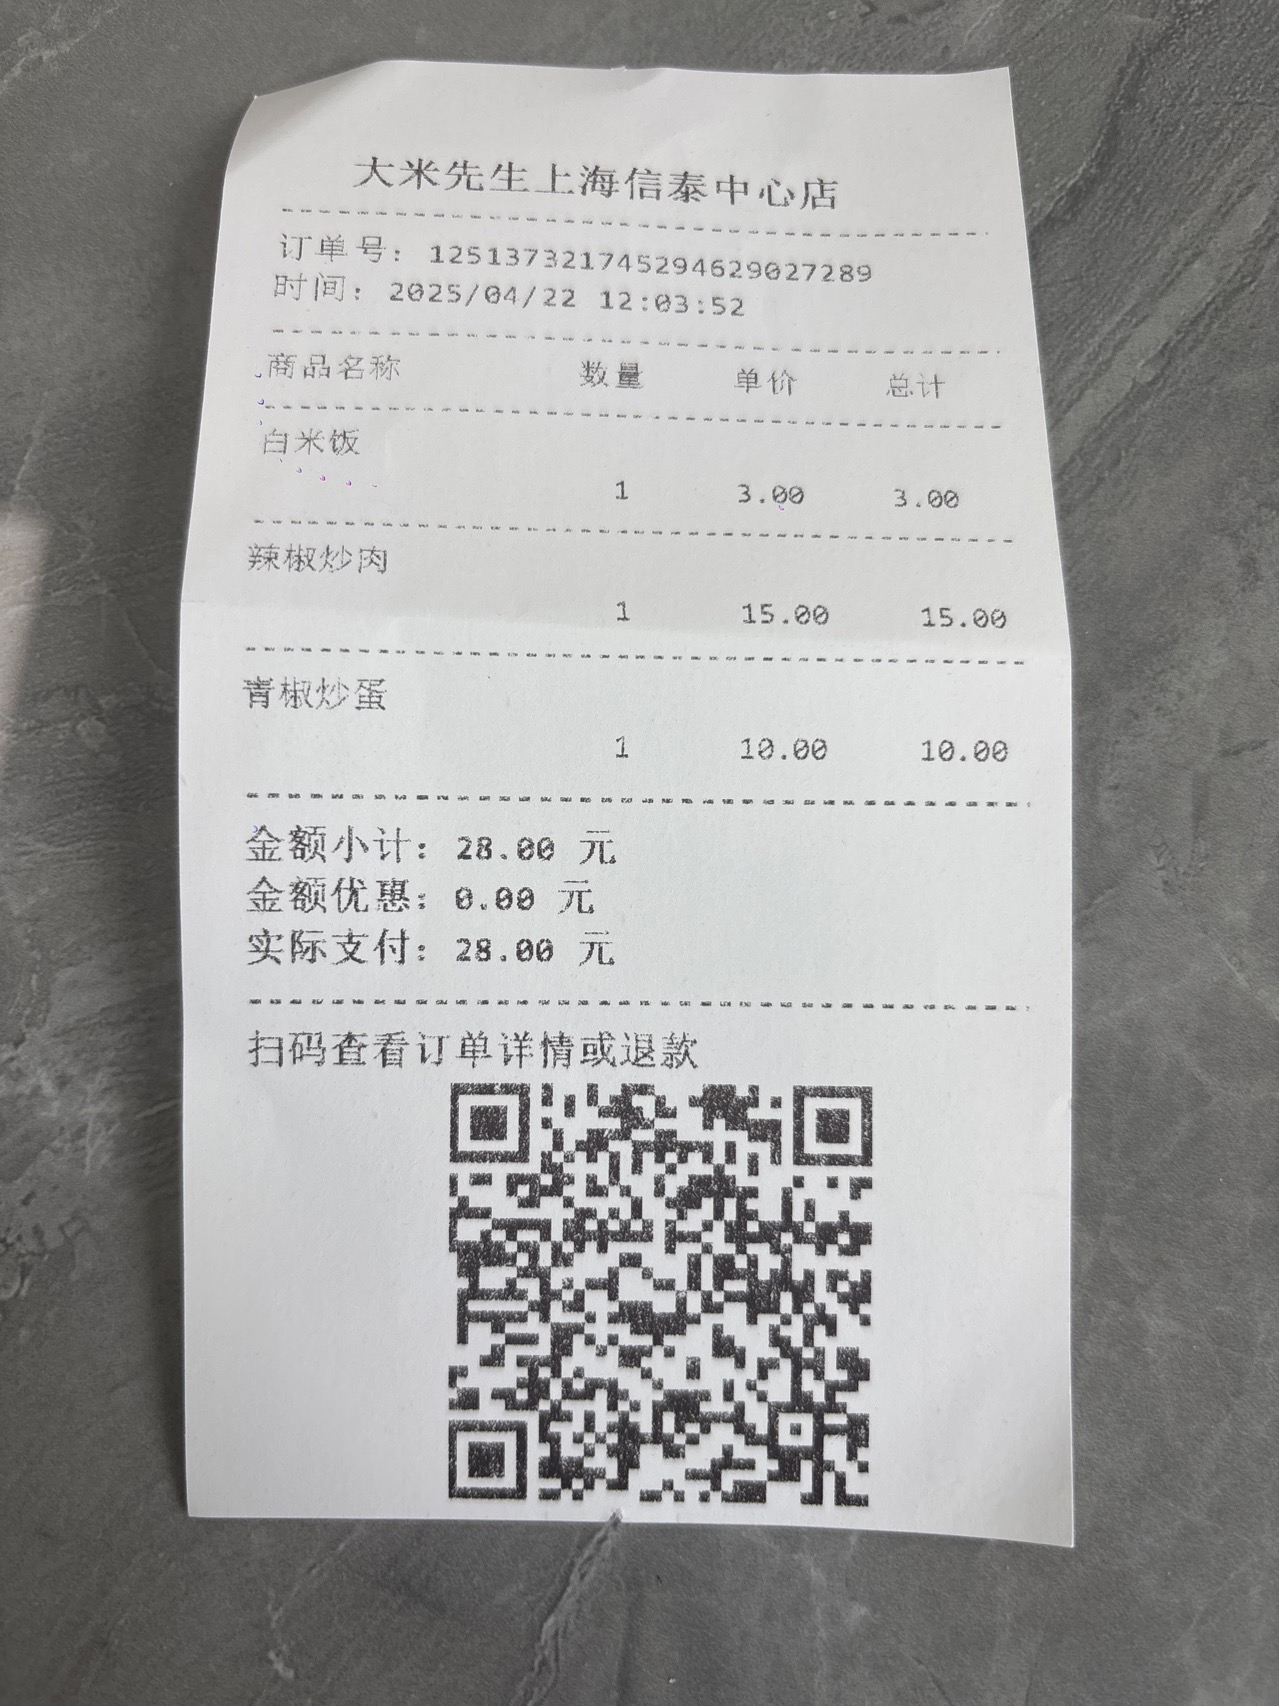 大米先生上海信泰中心店
订单号: 1251373217452946290​27289
时间: 2025/04/22 12:03:52
商品名称 数量 单价 总计
白米饭
1 3.00 3.00
辣椒炒肉
1 15.00 15.00
青椒炒蛋
1 10.00 10.00
金额小计: 28.00 元
金额优惠: 0.00 元
实际支付: 28.00 元
扫码查看订单详情或退款